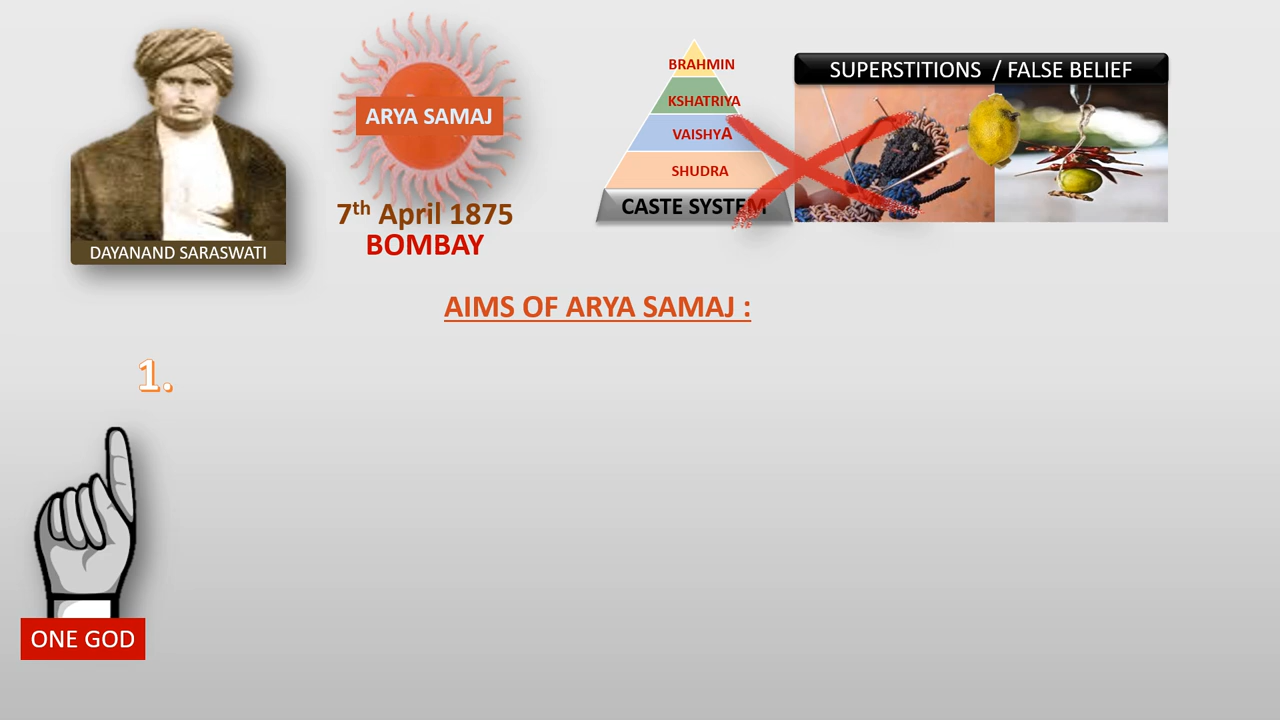 DAYANAND SARASWATI
ARYA SAMAJ
7th April 1875
BOMBAY
BRAHMIN
KSHATRIYA
VAISHYA
SHUDRA
CASTE SYSTEM
SUPERSTITIONS / FALSE BELIEF
AIMS OF ARYA SAMAJ :
1.
ONE GOD